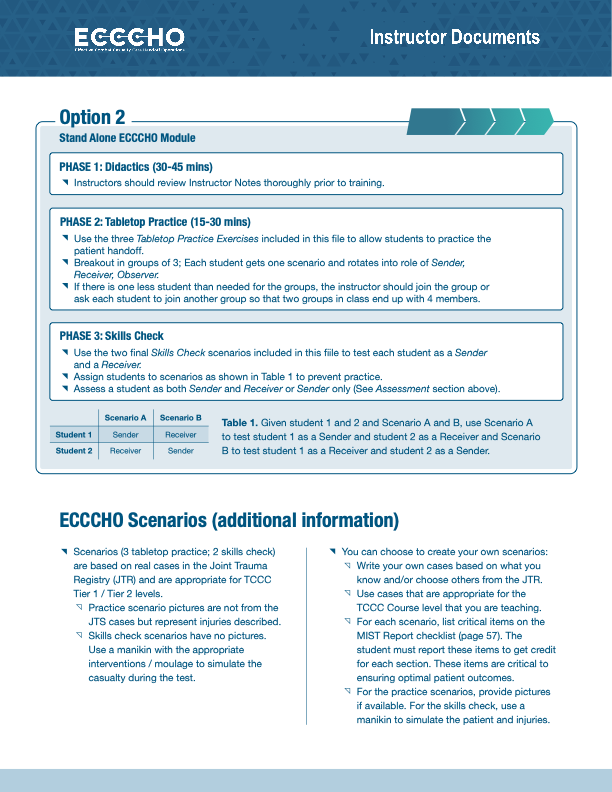 ECCCHO
Effective Combat Casualty Care Handoff Operations
Instructor Documents
Option 2
Stand Alone ECCCHO Module
PHASE 1: Didactics (30-45 mins)
Instructors should review Instructor Notes thoroughly prior to training.
PHASE 2: Tabletop Practice (15-30 mins)
Use the three Tabletop Practice Exercises included in this file to allow students to practice the
patient handoff.
Breakout in groups of 3; Each student gets one scenario and rotates into role of Sender,
Receiver, Observer.
If there is one less student than needed for the groups, the instructor should join the group or
ask each student to join another group so that two groups in class end up with 4 members.
PHASE 3: Skills Check
Use the two final Skills Check scenarios included in this fiile to test each student as a Sender
and a Receiver.
Assign students to scenarios as shown in Table 1 to prevent practice.
Assess a student as both Sender and Receiver or Sender only (See Assessment section above).
Scenario A Scenario B
Student 1 Sender Receiver
Student 2 Receiver Sender
Table 1. Given student 1 and 2 and Scenario A and B, use Scenario A
to test student 1 as a Sender and student 2 as a Receiver and Scenario
B to test student 1 as a Receiver and student 2 as a Sender.
ECCCHO Scenarios (additional information)
Scenarios (3 tabletop practice; 2 skills check)
are based on real cases in the Joint Trauma
Registry (JTR) and are appropriate for TCCC
Tier 1 / Tier 2 levels.
Practice scenario pictures are not from the
JTS cases but represent injuries described.
Skills check scenarios have no pictures.
Use a manikin with the appropriate
interventions / moulage to simulate the
casualty during the test.
You can choose to create your own scenarios:
Write your own cases based on what you
know and/or choose others from the JTR.
Use cases that are appropriate for the
TCCC Course level that you are teaching.
For each scenario, list critical items on the
MIST Report checklist (page 57). The
student must report these items to get credit
for each section. These items are critical to
ensuring optimal patient outcomes.
For the practice scenarios, provide pictures
if available. For the skills check, use a
manikin to simulate the patient and injuries.